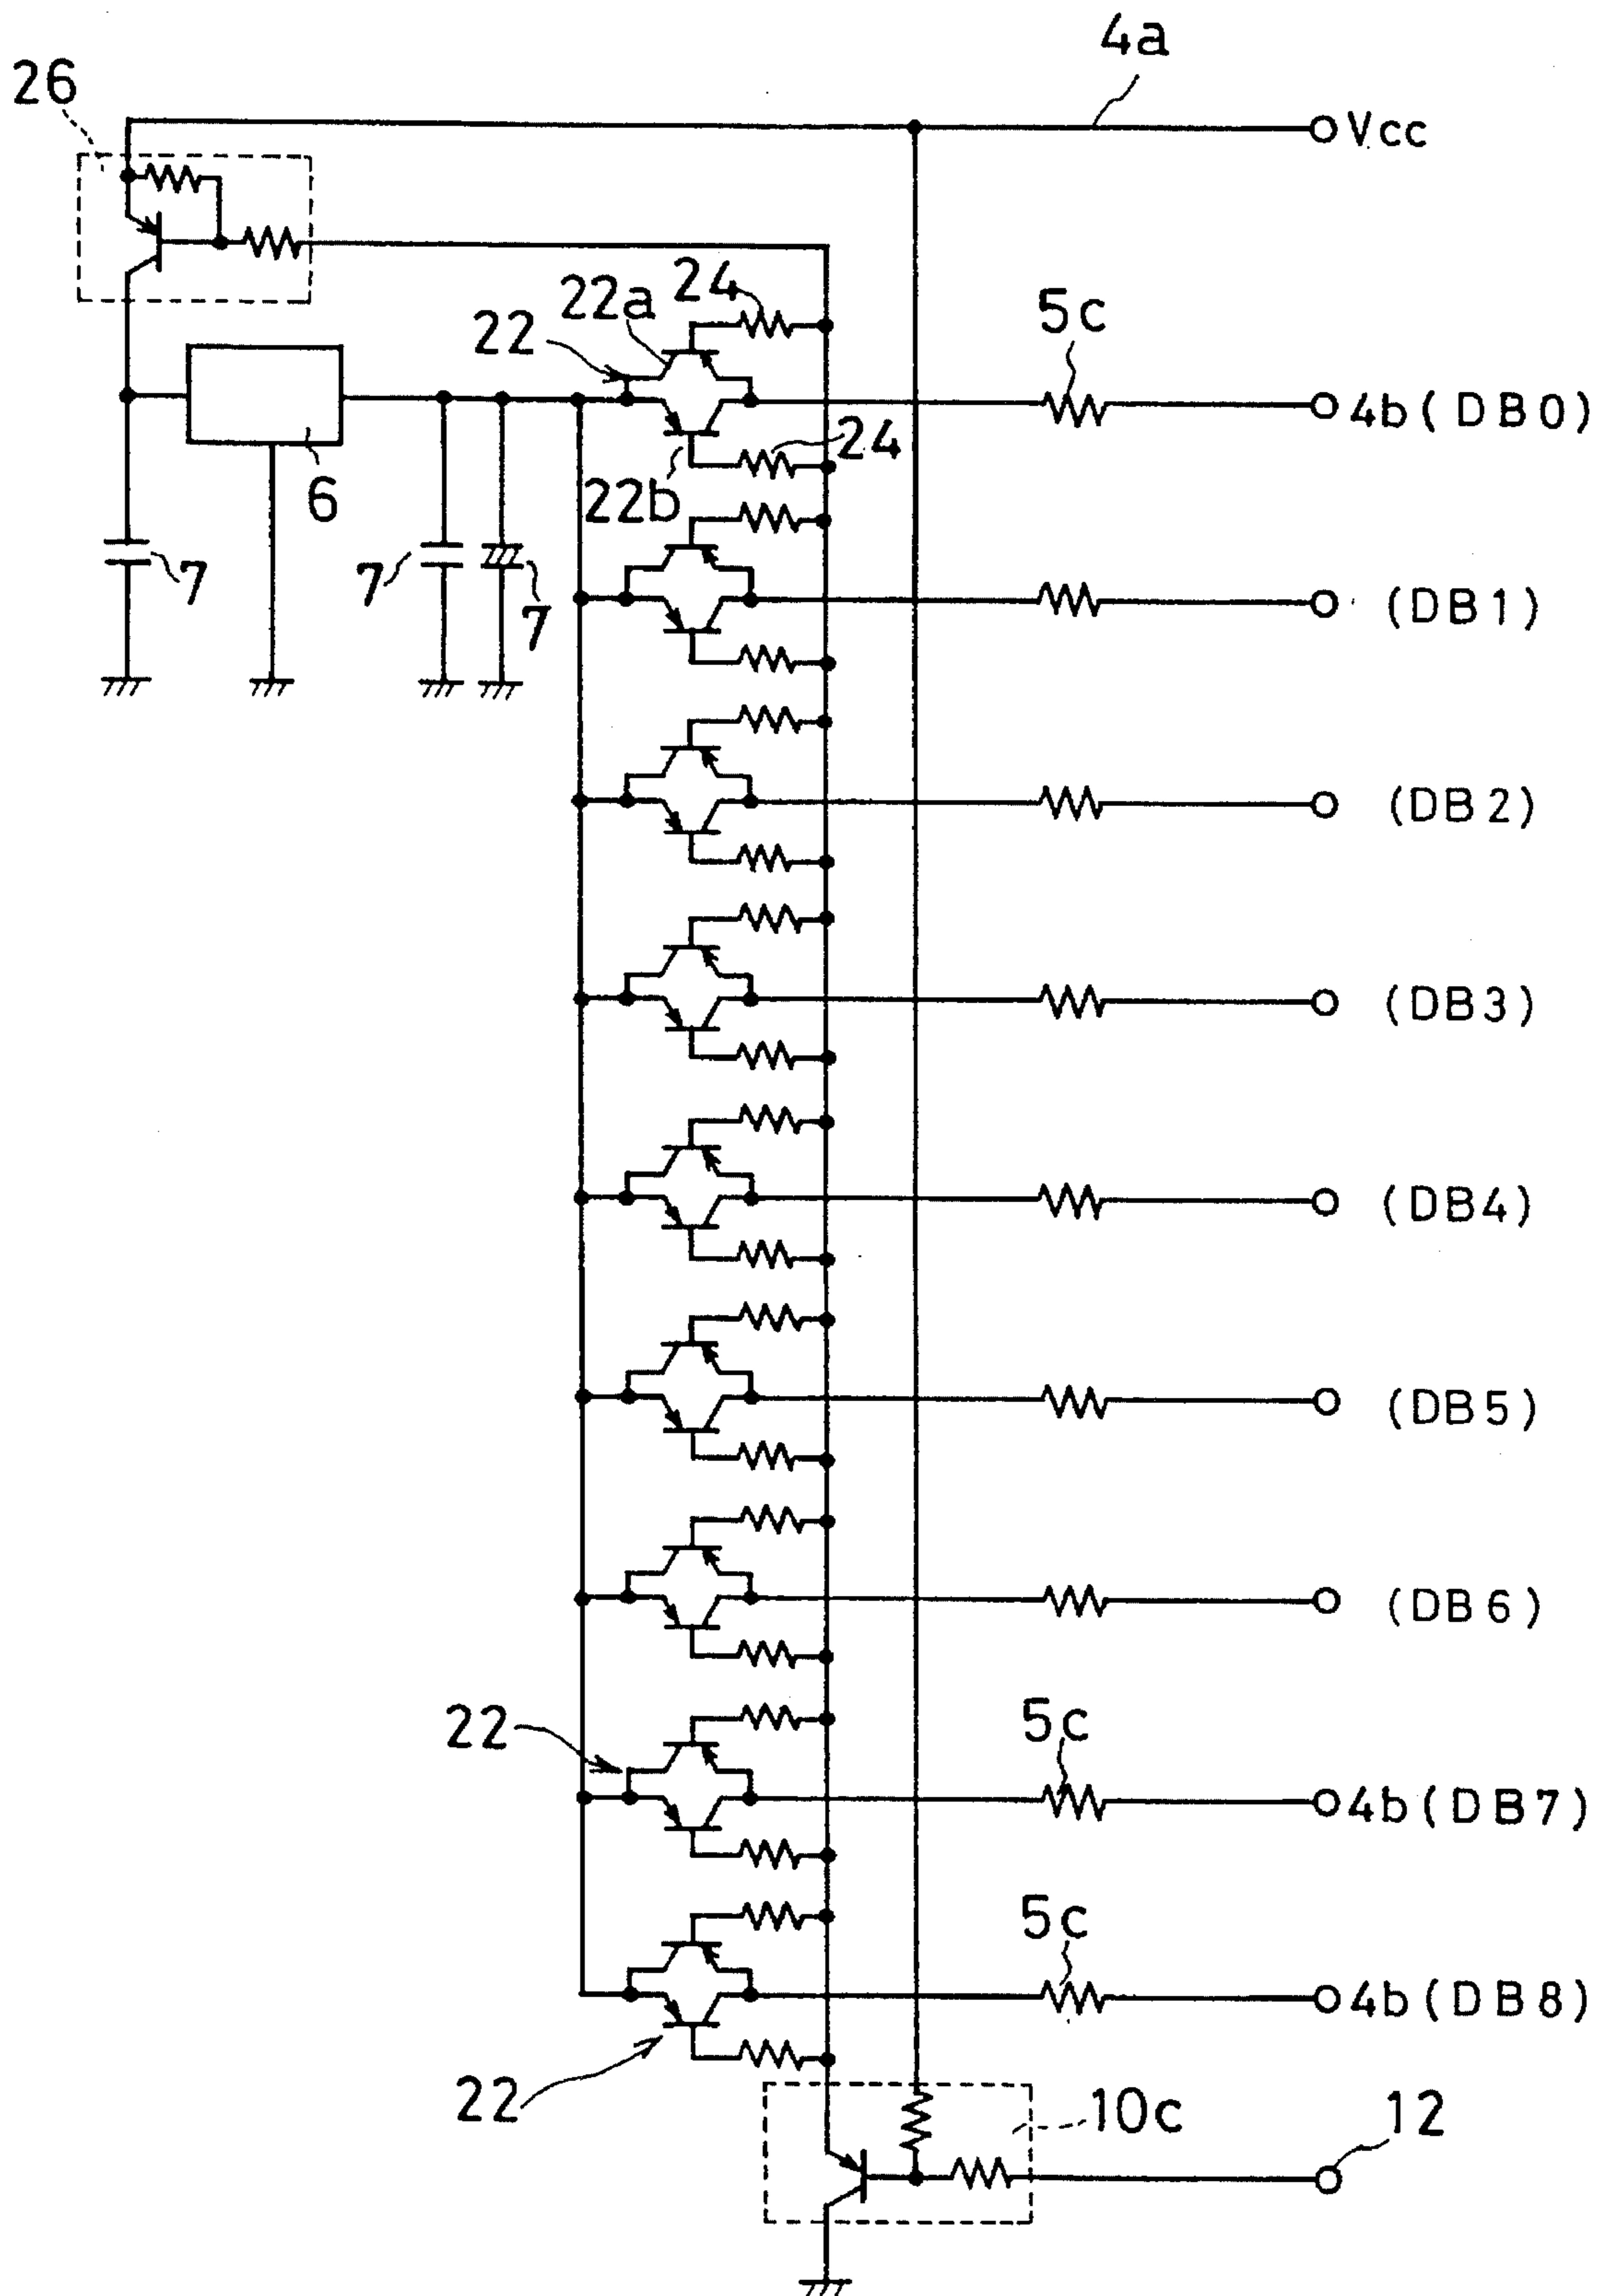 4a
26
Vcc
24
22a
5c
22
4b (DB0)
24
6
22b
7
7
7
(DB1)
(DB2)
(DB3)
(DB4)
(DB5)
(DB6)
22
5c
4b (DB7)
5c
4b (DB8)
22
10c
12